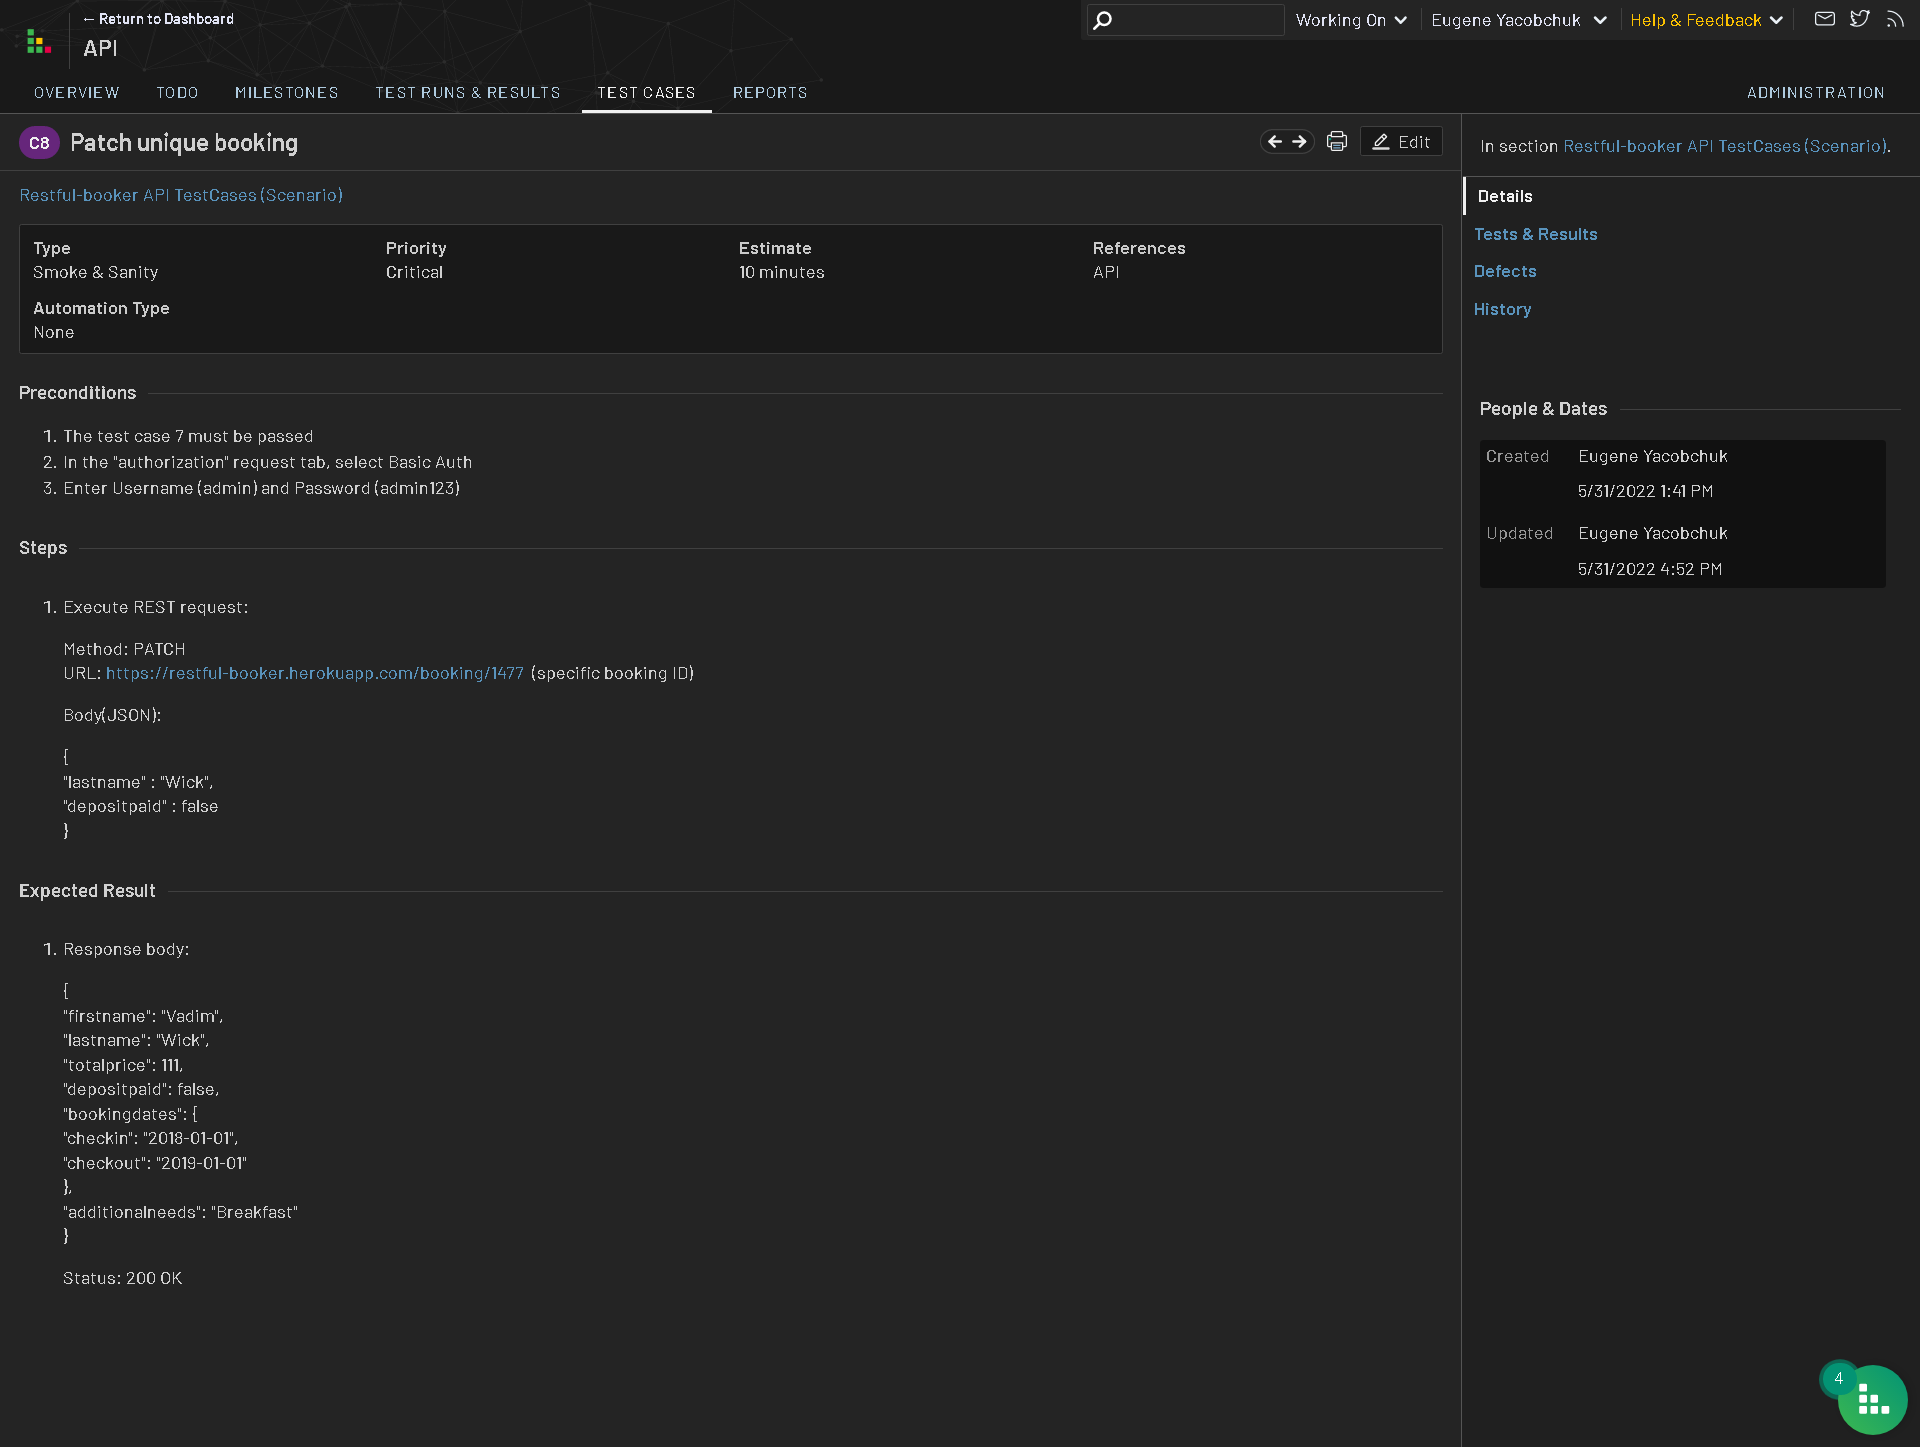 ← Return to Dashboard
API
Working On
Eugene Yacobchuk
Help & Feedback
OVERVIEW
TODO
MILESTONES
TEST RUNS & RESULTS
TEST CASES
REPORTS
ADMINISTRATION
C8
Patch unique booking
Edit
Restful-booker API TestCases (Scenario)
Type
Smoke & Sanity
Priority
Critical
Estimate
10 minutes
References
API
Automation Type
None
Preconditions
1. The test case 7 must be passed
2. In the "authorization" request tab, select Basic Auth
3. Enter Username (admin) and Password (admin123)
Steps
1. Execute REST request:
Method: PATCH
URL: https://restful-booker.herokuapp.com/booking/1477 (specific booking ID)
Body(JSON):
{
"lastname" : "Wick",
"depositpaid" : false
}
Expected Result
1. Response body:
{
"firstname": "Vadim",
"lastname": "Wick",
"totalprice": 111,
"depositpaid": false,
"bookingdates": {
"checkin": "2018-01-01",
"checkout": "2019-01-01"
},
"additionalneeds": "Breakfast"
}
Status: 200 OK
In section Restful-booker API TestCases (Scenario).
Details
Tests & Results
Defects
History
People & Dates
Created
Eugene Yacobchuk
5/31/2022 1:41 PM
Updated
Eugene Yacobchuk
5/31/2022 4:52 PM
4